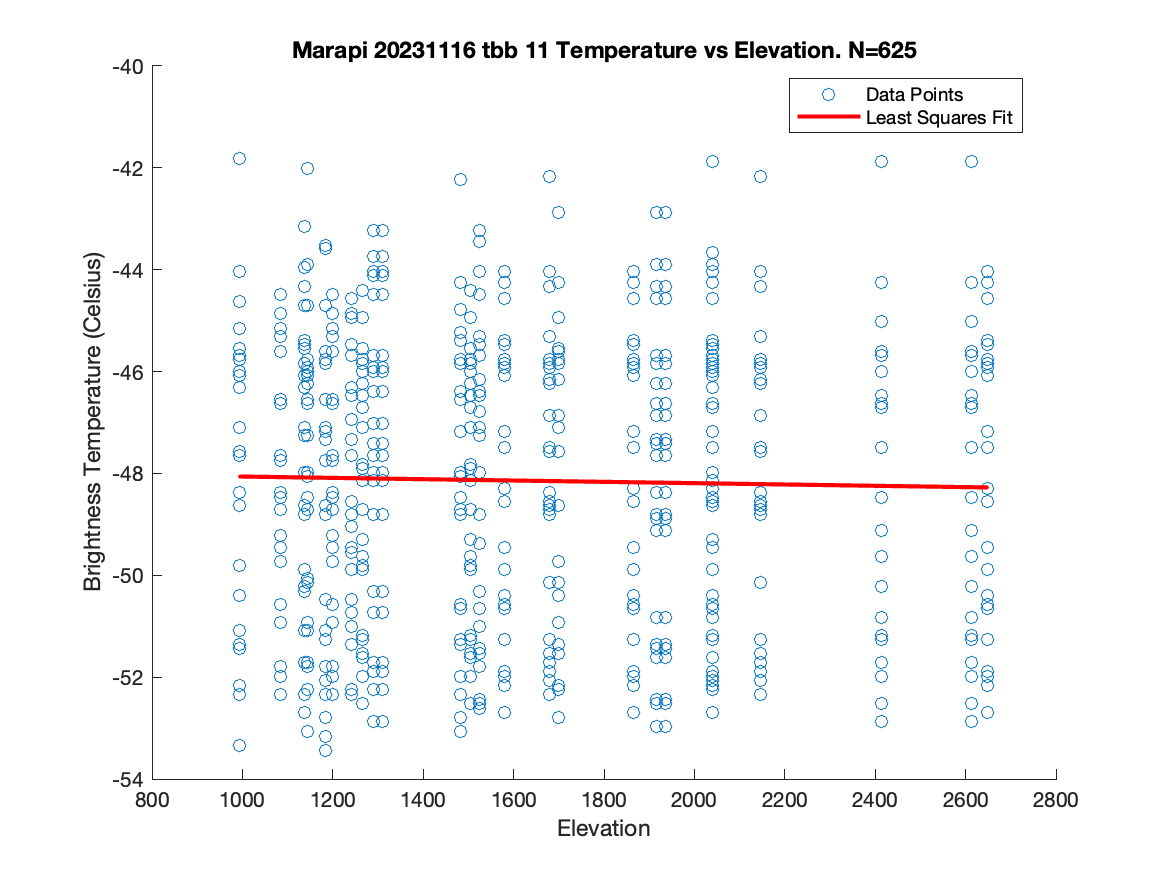 Marapi 20231116 tbb 11 Temperature vs Elevation. N=625
Data Points
Least Squares Fit
-40
-42
-44
-46
-48
-50
-52
-54
Brightness Temperature (Celsius)
800 1000 1200 1400 1600 1800 2000 2200 2400 2600 2800
Elevation